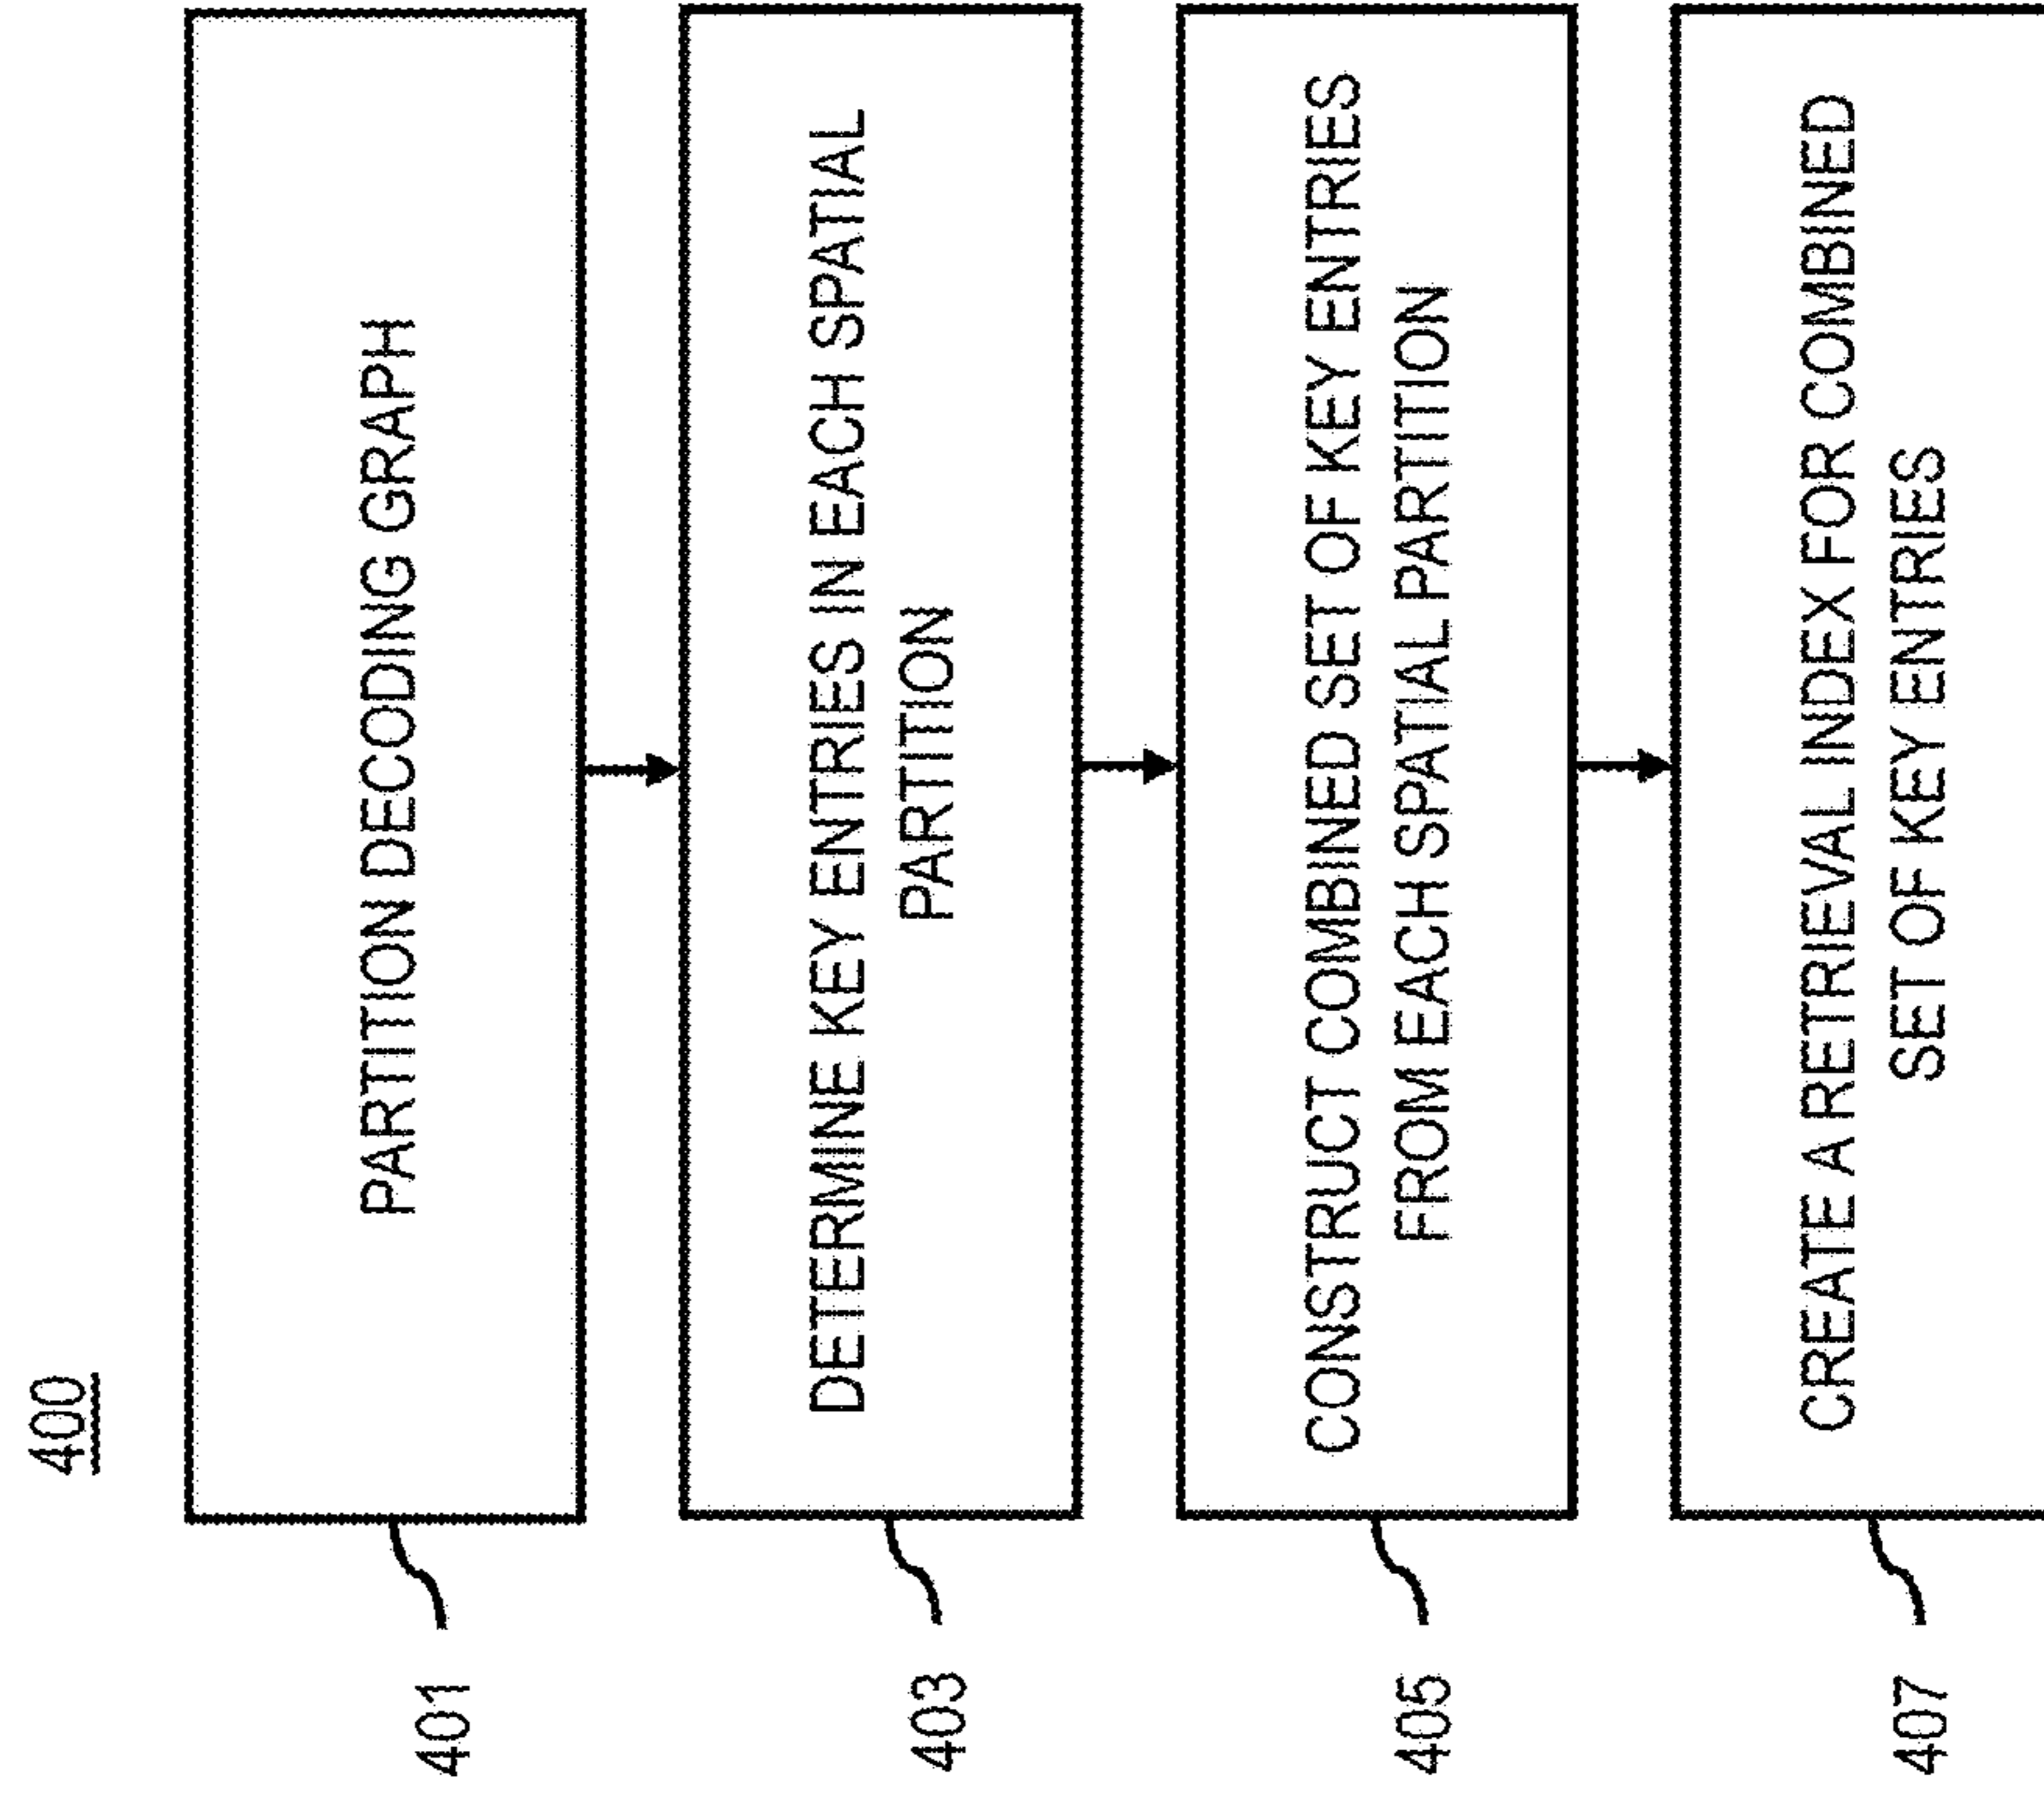 400
401
PARTITION DECODING GRAPH
403
DETERMINE KEY ENTRIES IN EACH SPATIAL
PARTITION
405
CONSTRUCT COMBINED SET OF KEY ENTRIES
FROM EACH SPATIAL PARTITION
407
CREATE A RETRIEVAL INDEX FOR COMBINED
SET OF KEY ENTRIES